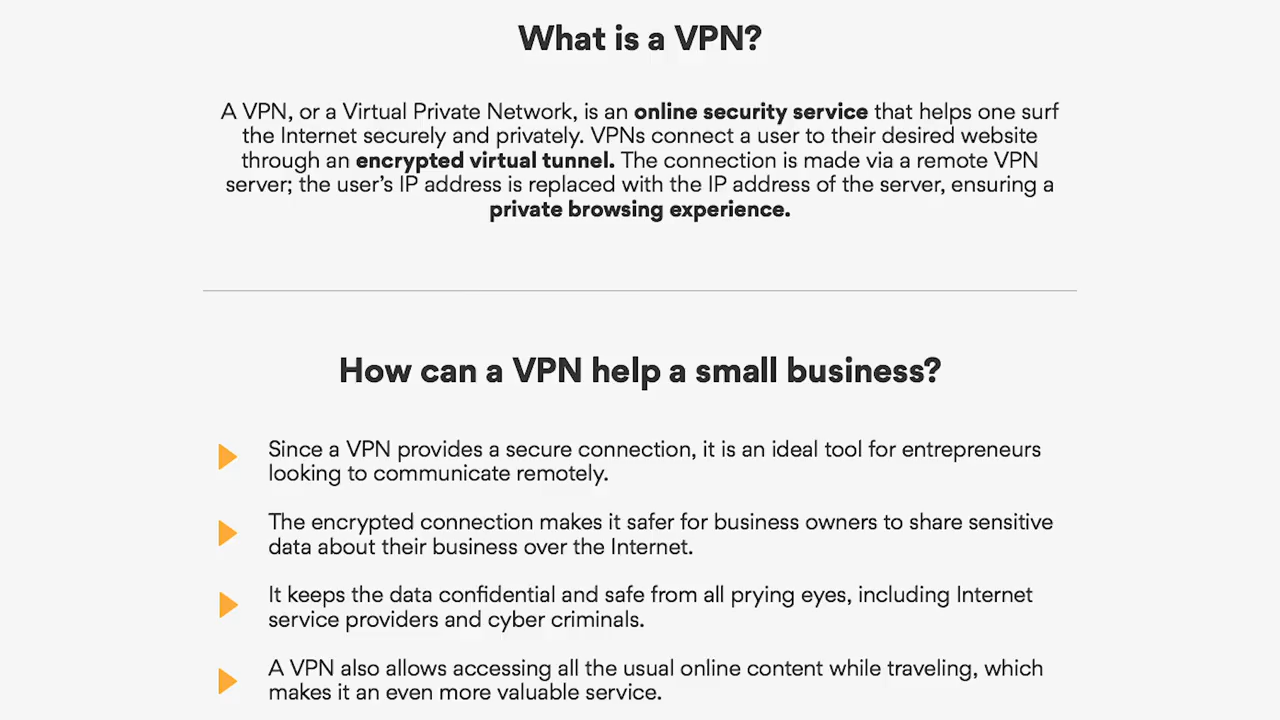 What is a VPN?
A VPN, or a Virtual Private Network, is an online security service that helps one surf
the Internet securely and privately. VPNs connect a user to their desired website
through an encrypted virtual tunnel. The connection is made via a remote VPN
server; the user’s IP address is replaced with the IP address of the server, ensuring a
private browsing experience.
How can a VPN help a small business?
Since a VPN provides a secure connection, it is an ideal tool for entrepreneurs
looking to communicate remotely.
The encrypted connection makes it safer for business owners to share sensitive
data about their business over the Internet.
It keeps the data confidential and safe from all prying eyes, including Internet
service providers and cyber criminals.
A VPN also allows accessing all the usual online content while traveling, which
makes it an even more valuable service.